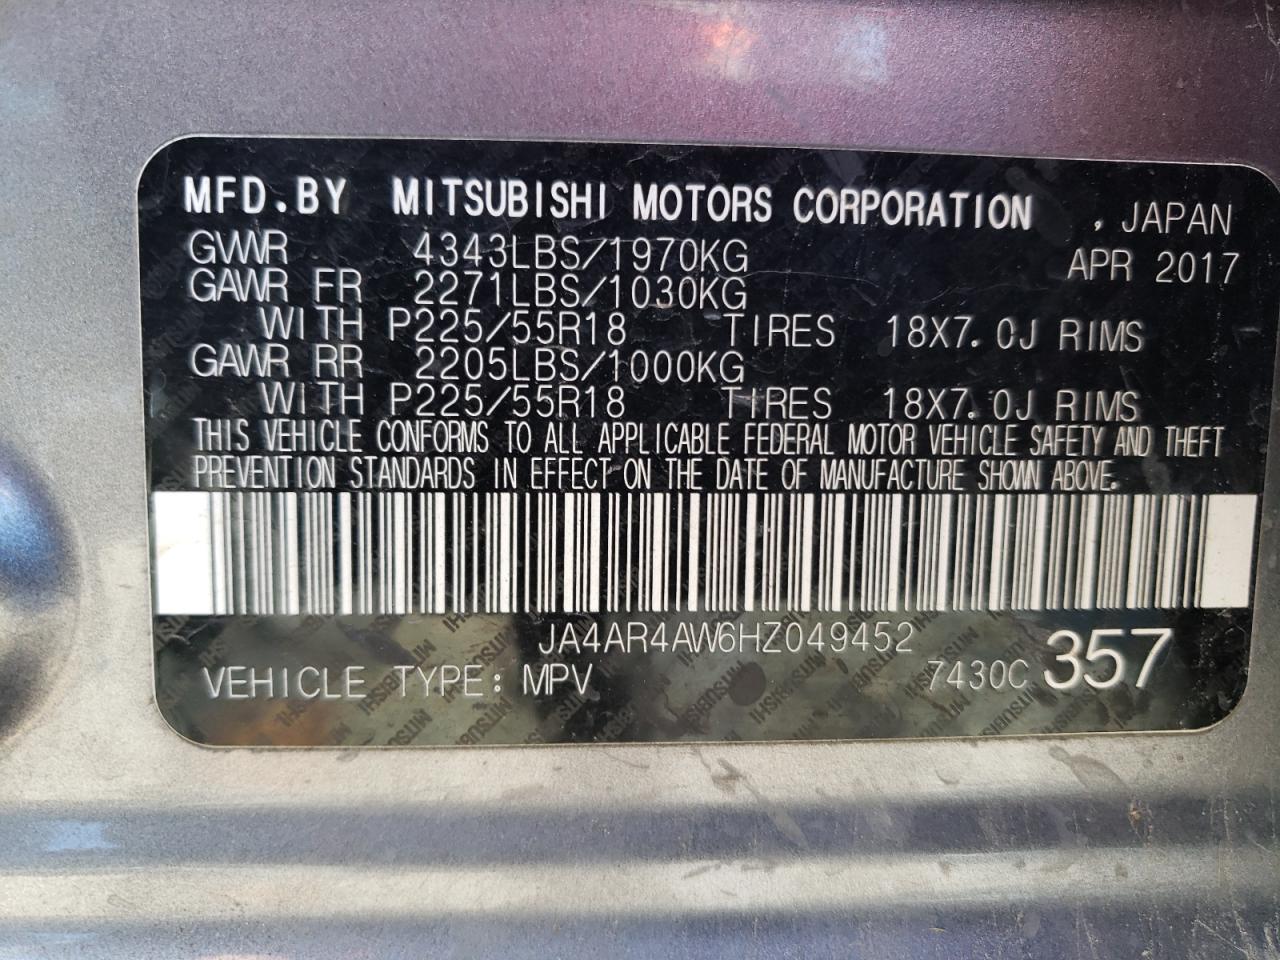 MFD.BY MITSUBISHI MOTORS CORPORATION , JAPAN
GVWR 4343LBS/1970KG APR 2017
GAWR FR 2271LBS/1030KG
WITH P225/55R18 TIRES 18X7.0J RIMS
GAWR RR 2205LBS/1000KG
WITH P225/55R18 TIRES 18X7.0J RIMS
THIS VEHICLE CONFORMS TO ALL APPLICABLE FEDERAL MOTOR VEHICLE SAFETY AND THEFT
PREVENTION STANDARDS IN EFFECT ON THE DATE OF MANUFACTURE SHOWN ABOVE.
JA4AR4AW6HZ049452
VEHICLE TYPE: MPV 7430C 357